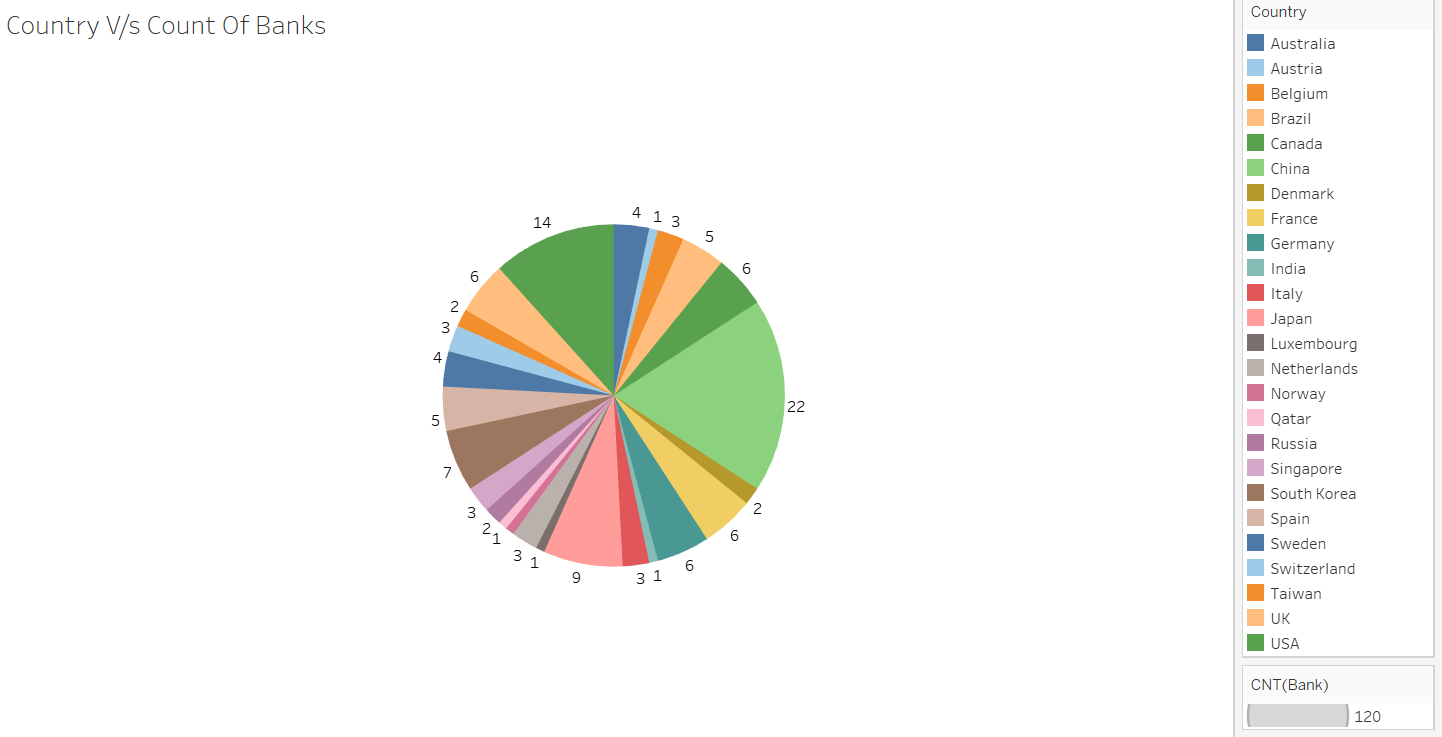 Country V/s Count Of Banks
4
1
3
5
6
22
2
6
6
1
3
9
1
3
1
2
3
7
5
4
3
2
6
14
Country
Australia
Austria
Belgium
Brazil
Canada
China
Denmark
France
Germany
India
Italy
Japan
Luxembourg
Netherlands
Norway
Qatar
Russia
Singapore
South Korea
Spain
Sweden
Switzerland
Taiwan
UK
USA
CNT(Bank)
120